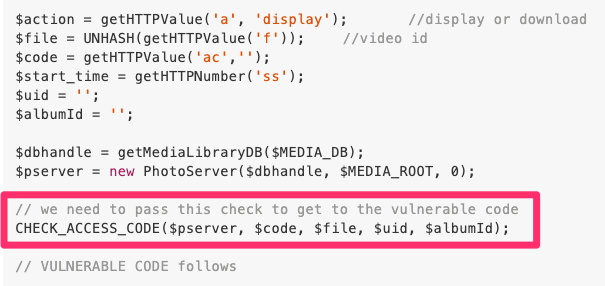 $action = getHTTPValue('a', 'display');       //display or download
$file = UNHASH(getHTTPValue('f'));    //video id
$code = getHTTPValue('ac','');
$start_time = getHTTPNumber('ss');
$uid = '';
$albumId = '';

$dbhandle = getMediaLibraryDB($MEDIA_DB);
$pserver = new PhotoServer($dbhandle, $MEDIA_ROOT, 0);

// we need to pass this check to get to the vulnerable code
CHECK_ACCESS_CODE($pserver, $code, $file, $uid, $albumId);

// VULNERABLE CODE follows